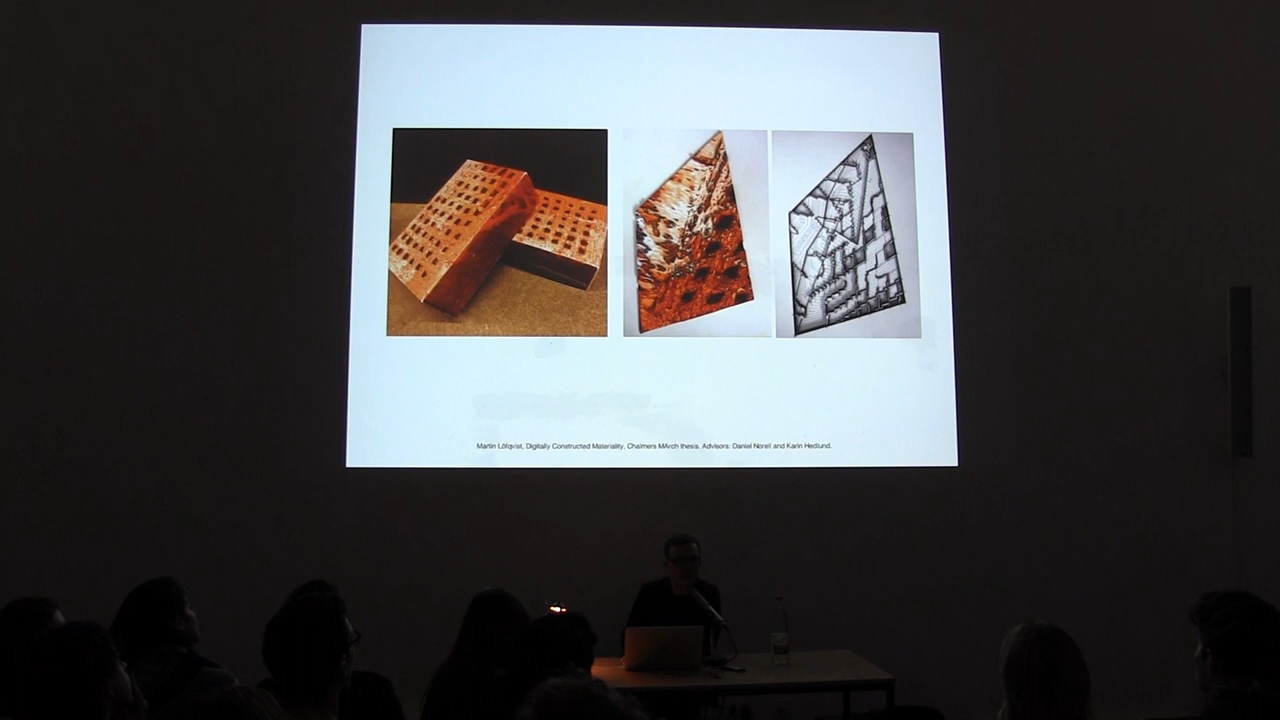 Martin Löfqvist, Digitally Constructed Materiality, Chalmers MArch thesis. Advisors: Daniel Norell and Karin Hedlund.